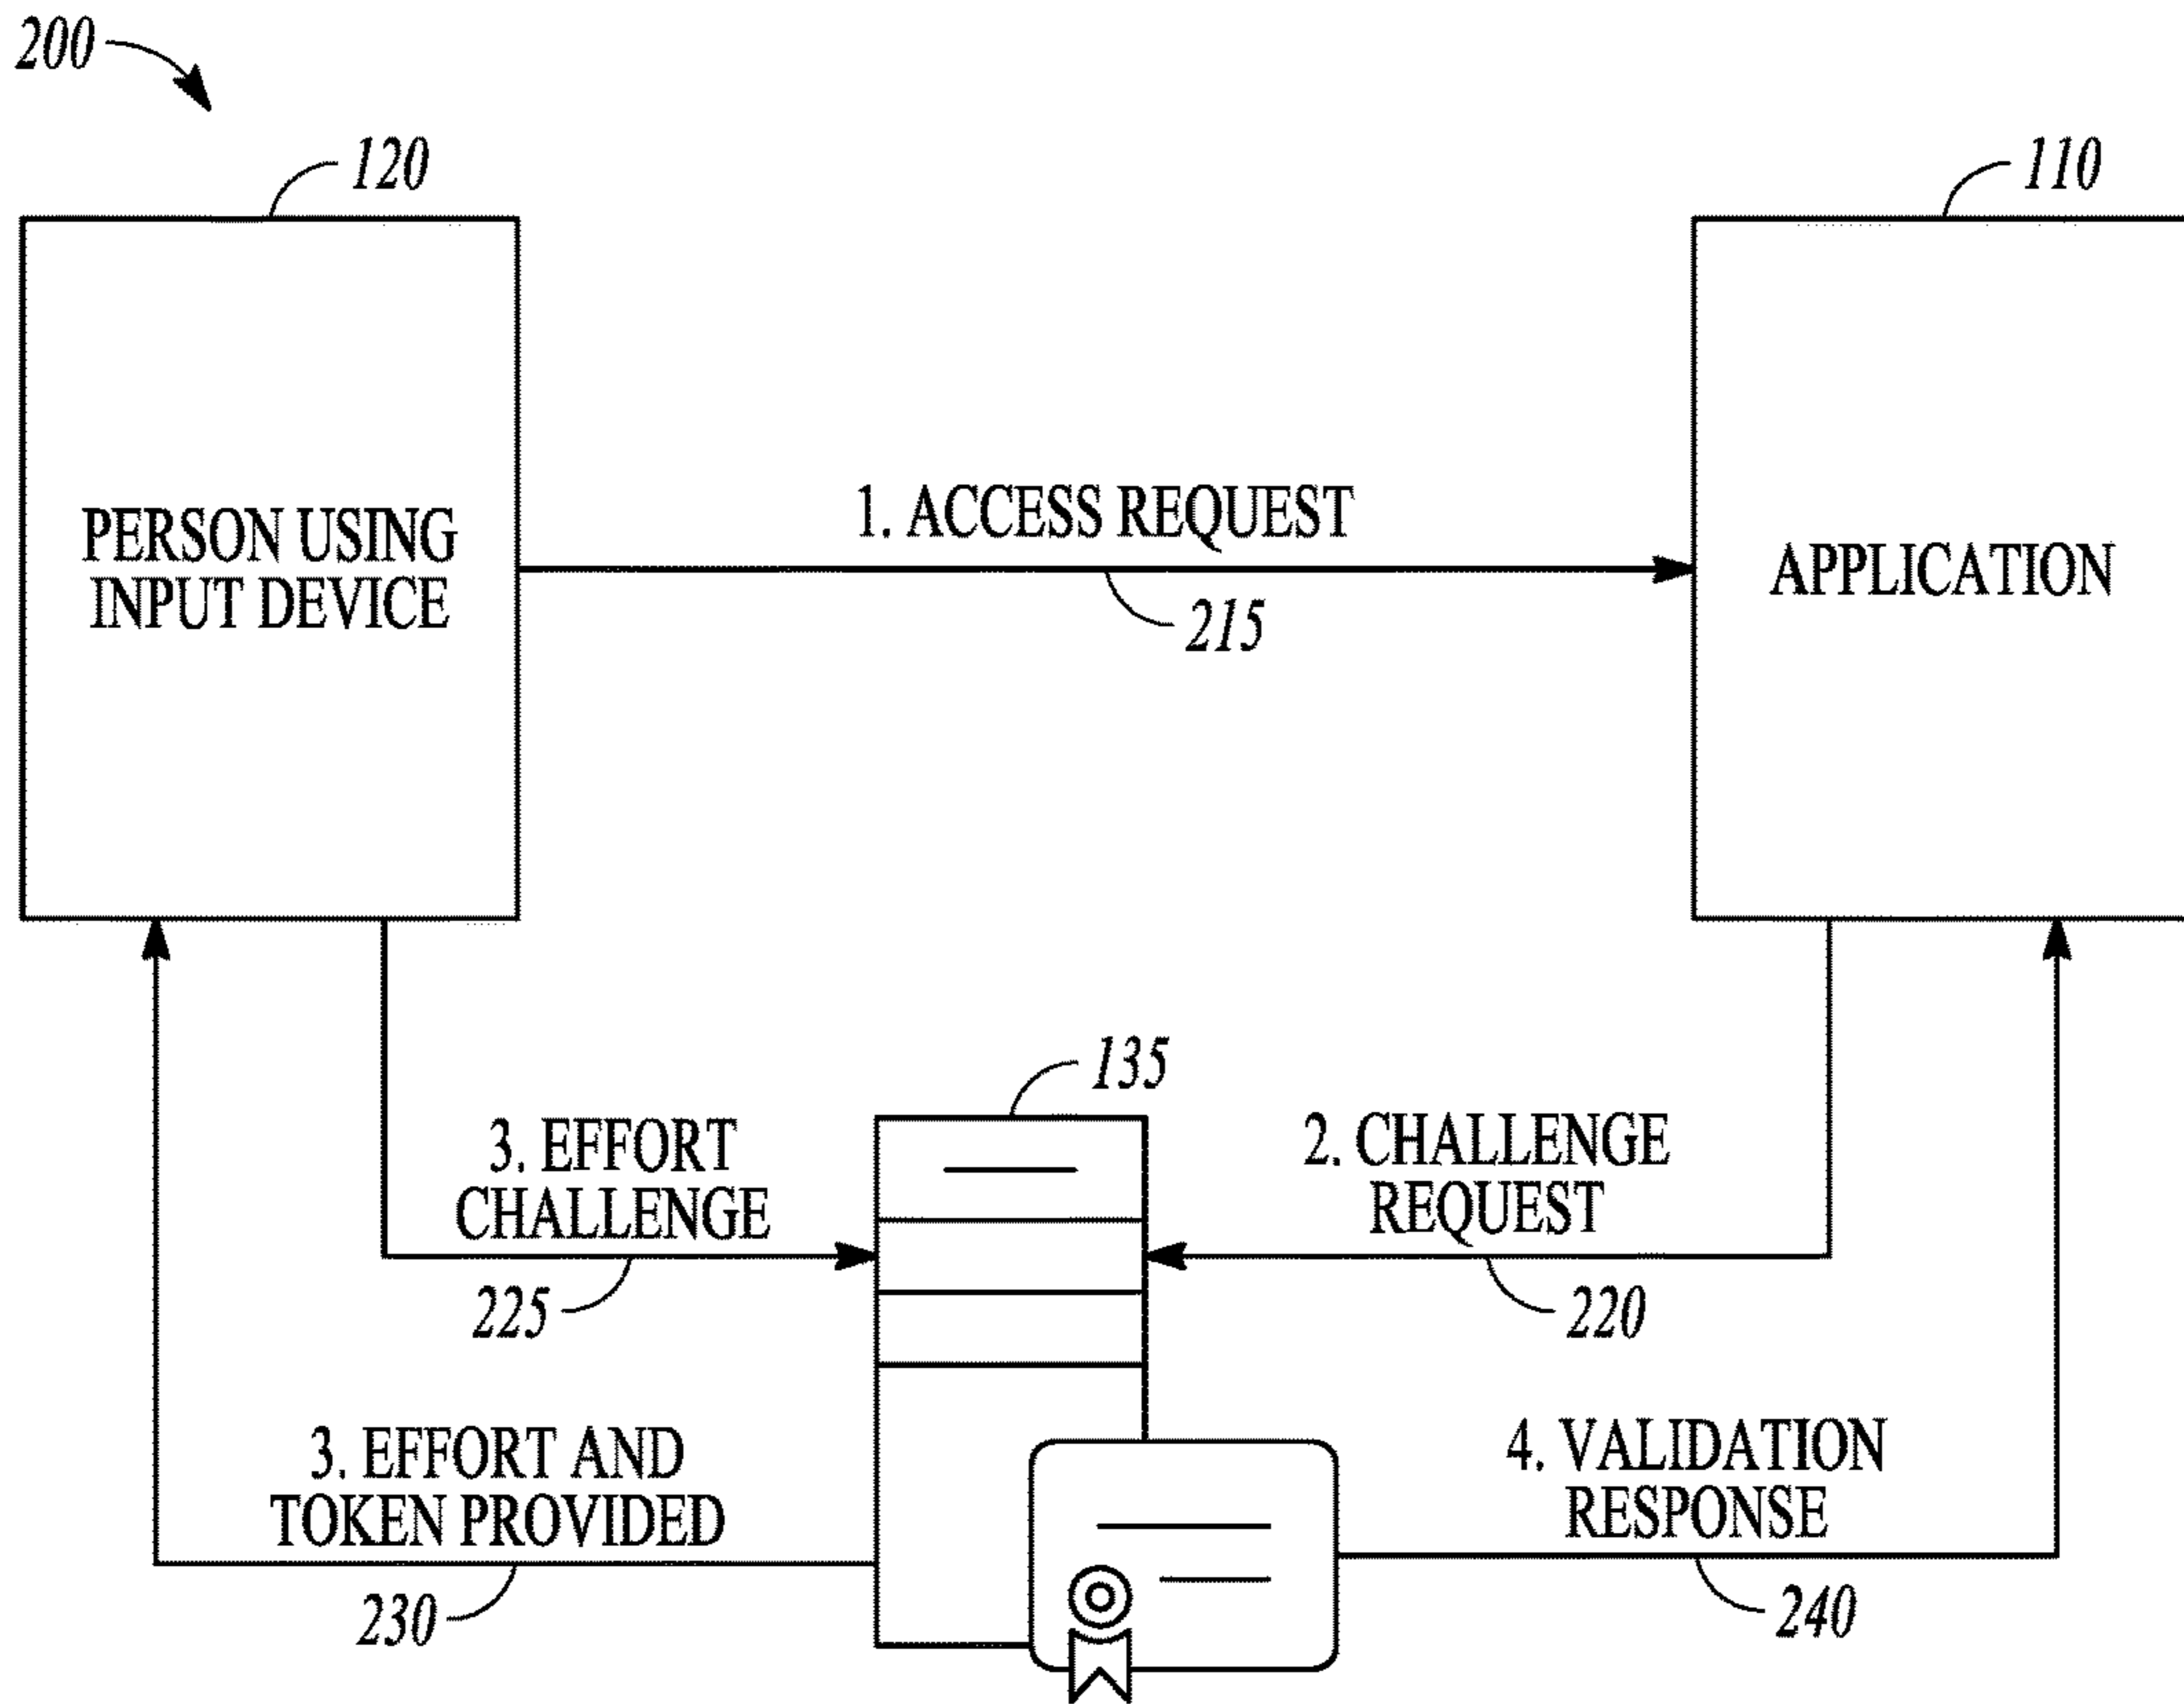 200
120
110
PERSON USING
INPUT DEVICE
1. ACCESS REQUEST
215
APPLICATION
135
3. EFFORT
CHALLENGE
225
2. CHALLENGE
REQUEST
220
3. EFFORT AND
TOKEN PROVIDED
230
4. VALIDATION
RESPONSE
240